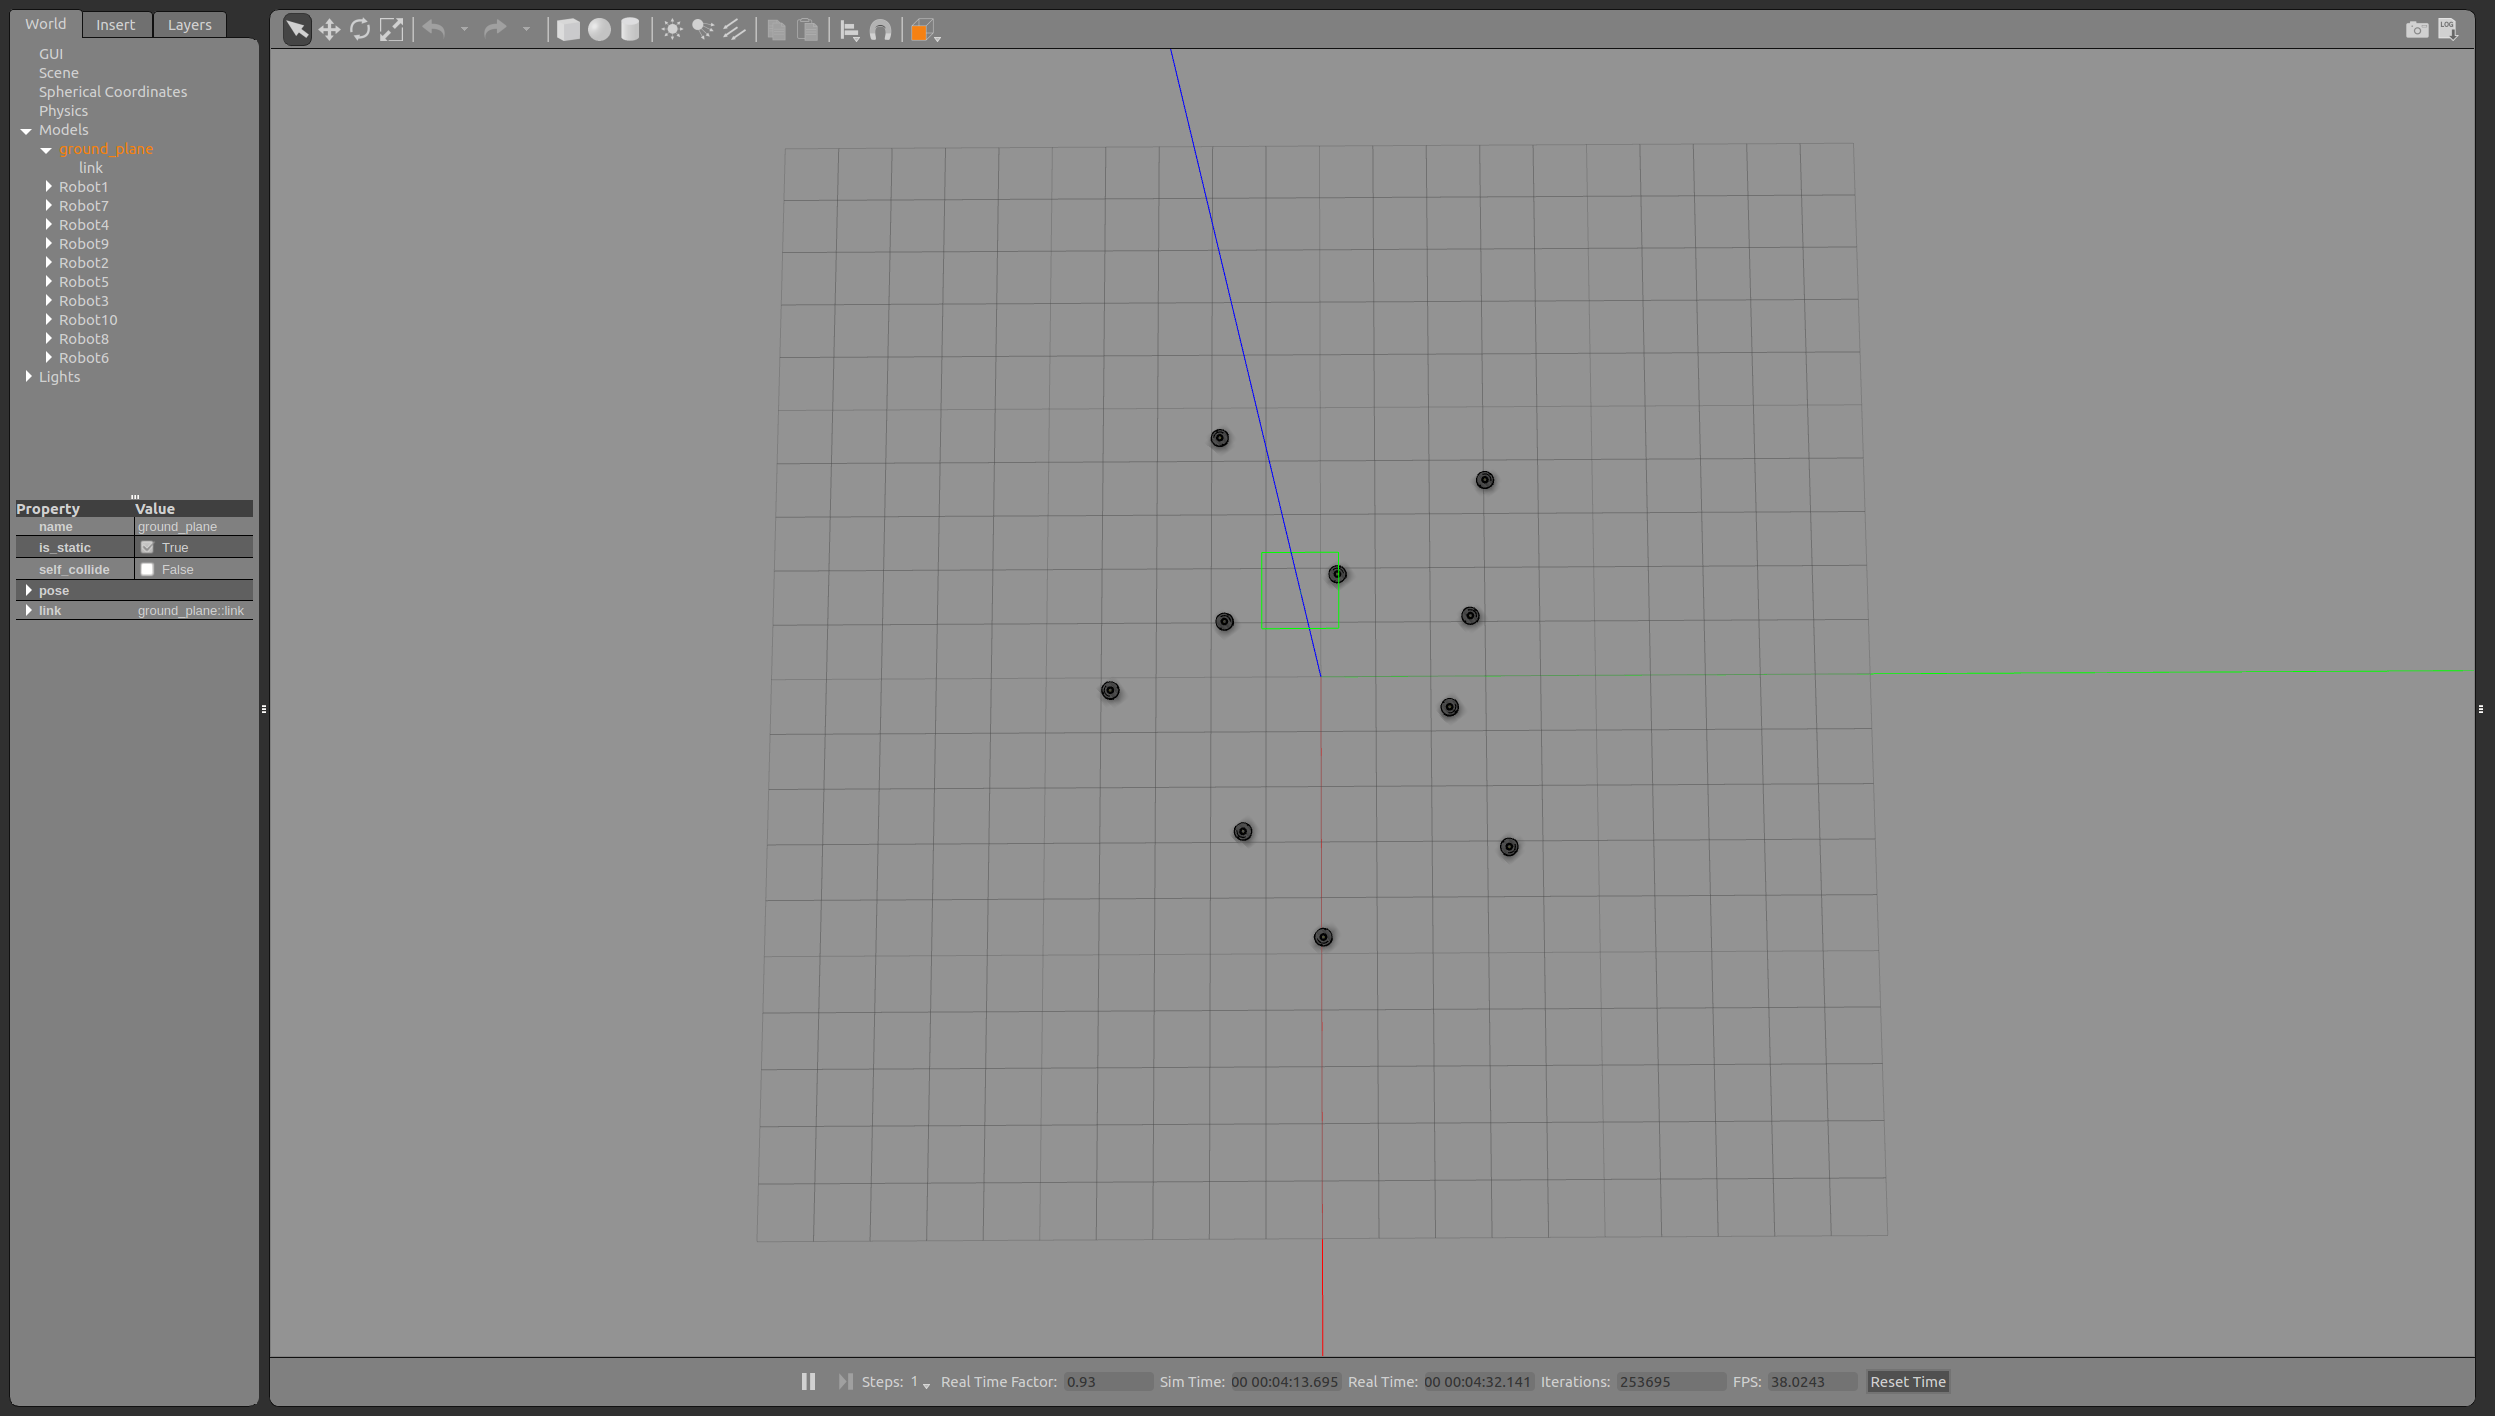 World Insert Layers
GUI
Scene
Spherical Coordinates
Physics
Models
ground_plane
link
Robot1
Robot7
Robot4
Robot9
Robot2
Robot5
Robot3
Robot10
Robot8
Robot6
Lights
Property Value
name ground_plane
is_static True
self_collide False
pose
link ground_plane::link
LOG
Steps: 1 Real Time Factor: 0.93 Sim Time: 00 00:04:13.695 Real Time: 00 00:04:32.141 Iterations: 253695 FPS: 38.0243 Reset Time